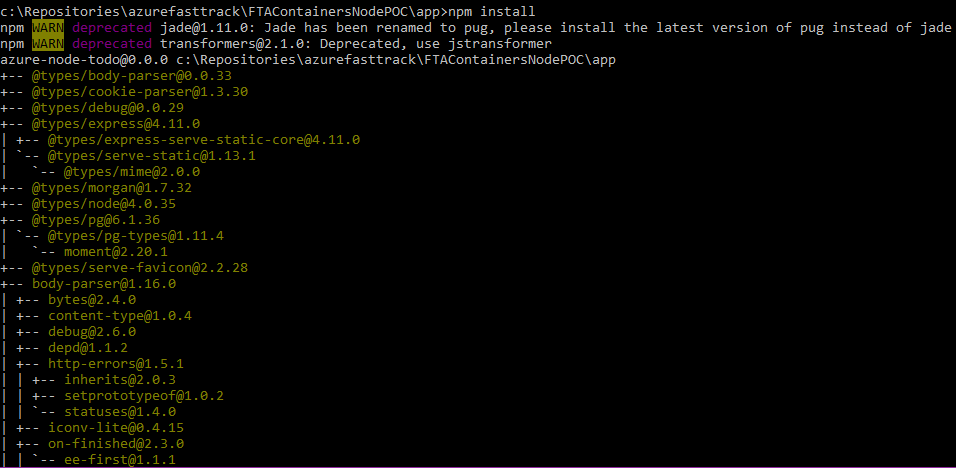 c:\Repositories\azurefasttrack\FTAContainersNodePOC\app>npm install
npm WARN deprecated jade@1.11.0: Jade has been renamed to pug, please install the latest version of pug instead of jade
npm WARN deprecated transformers@2.1.0: Deprecated, use jstransformer
azure-node-todo@0.0.0 c:\Repositories\azurefasttrack\FTAContainersNodePOC\app
+-- @types/body-parser@0.0.33
+-- @types/cookie-parser@1.3.30
+-- @types/debug@0.0.29
+-- @types/express@4.11.0
| +-- @types/express-serve-static-core@4.11.0
| `-- @types/serve-static@1.13.1
|   `-- @types/mime@2.0.0
+-- @types/morgan@1.7.32
+-- @types/node@4.0.35
+-- @types/pg@6.1.36
| `-- @types/pg-types@1.11.4
|   `-- moment@2.20.1
+-- @types/serve-favicon@2.2.28
+-- body-parser@1.16.0
| +-- bytes@2.4.0
| +-- content-type@1.0.4
| +-- debug@2.6.0
| +-- depd@1.1.2
| +-- http-errors@1.5.1
| | +-- inherits@2.0.3
| | +-- setprototypeof@1.0.2
| | `-- statuses@1.4.0
| +-- iconv-lite@0.4.15
| +-- on-finished@2.3.0
| | `-- ee-first@1.1.1